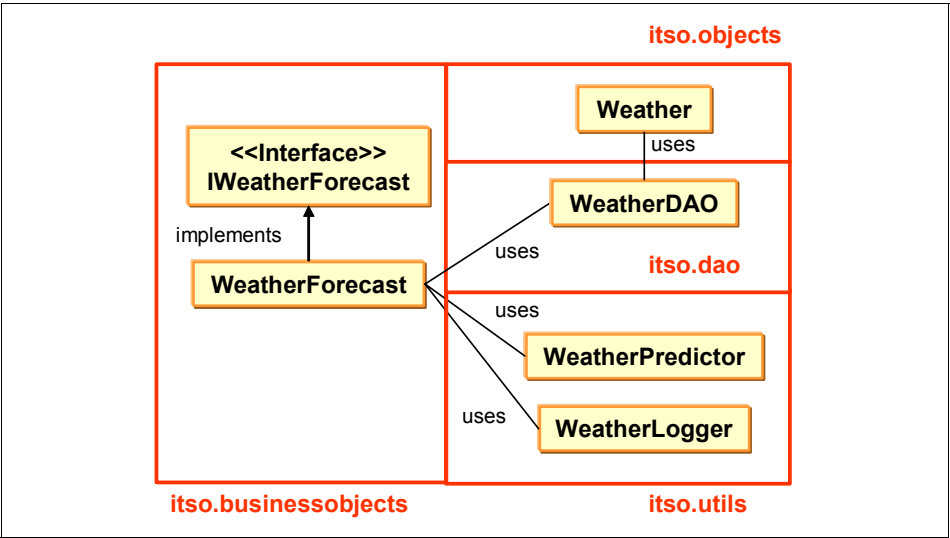 itso.objects
Weather
uses
<<Interface>>
IWeatherForecast
WeatherDAO
implements
uses
itso.dao
WeatherForecast
uses
WeatherPredictor
uses
WeatherLogger
itso.businessobjects
itso.utils